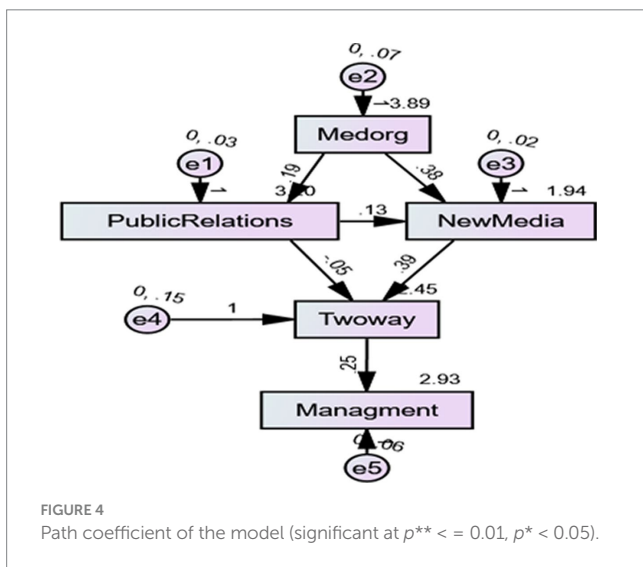 0, .07
e2
1
3.89
Medorg
0, .03
e1
1
0, .02
e3
1
1.94
.19
.38
PublicRelations
.13
NewMedia
-.05
.39
0, .15
e4
1
2.45
Twoway
.25
2.93
Managment
e5
FIGURE 4
Path coefficient of the model (significant at p** < = 0.01, p* < 0.05).